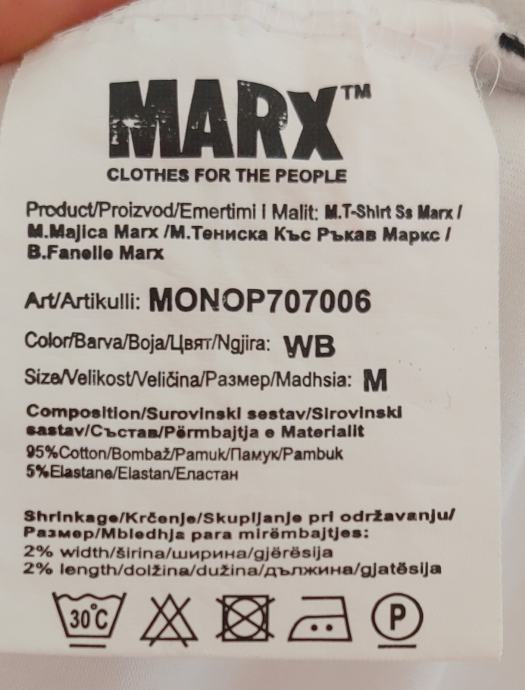 MARX™
CLOTHES FOR THE PEOPLE
Product/Proizvod/Emertimi I Malit: M.T-Shirt Ss Marx /
M.Majica Marx /M.Тениска Къс Ръкав Маркс /
B.Fanelle Marx
Art/Artikulli: MONOP707006
Color/Barva/Boja/Цвят/Ngjira: WB
Size/Velikost/Veličina/Размер/Madhsia: M
Composition/Surovinski sestav/Sirovinski
sastav/Състав/Përmbajtja e Materialit
95%Cotton/Bombaž/Pamuk/Памук/Pambuk
5%Elastane/Elastan/Еластан
Shrinkage/Krčenje/Skupljanje pri održavanju/
Размер/Mbledhja para mirëmbajtjes:
2% width/širina/ширина/gjërësija
2% length/dolžina/dužina/дължина/gjatësija
30°C P